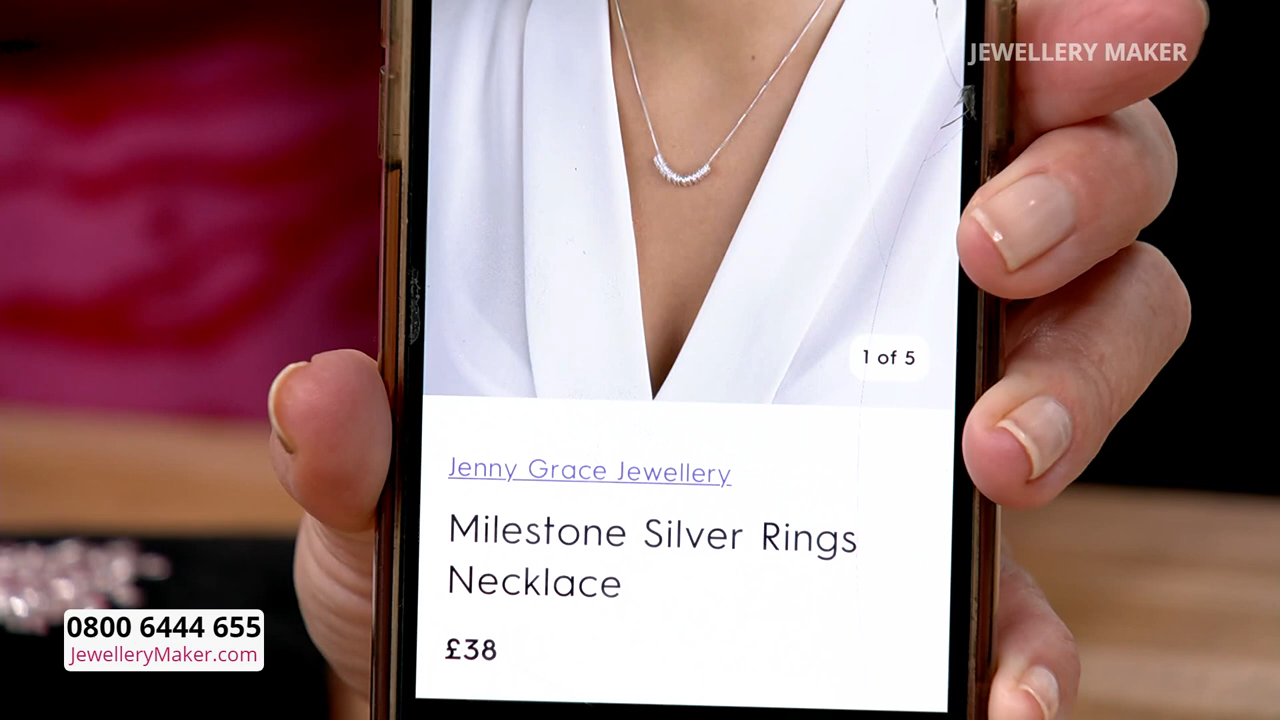 JEWELLERY MAKER
1 of 5
Jenny Grace Jewellery
Milestone Silver Rings
Necklace
£38
0800 6444 655
JewelleryMaker.com